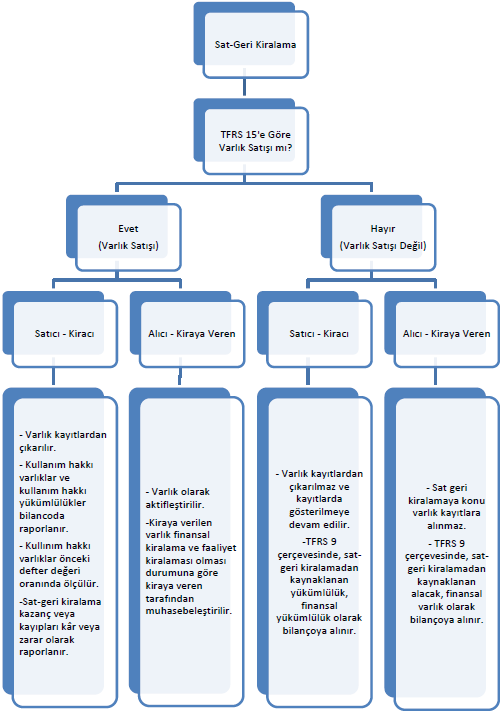 Sat-Geri Kiralama
TFRS 15'e Göre
Varlık Satışı mı?
Evet
(Varlık Satışı)
Hayır
(Varlık Satışı Değil)
Satıcı - Kiracı
Alıcı - Kiraya Veren
Satıcı - Kiracı
Alıcı - Kiraya Veren
- Varlık kayıtlardan
çıkarılır.
- Kullanım hakkı
varlıklar ve
kullanım hakkı
yükümlülükler
bilancoda
raporlanır.
- Kullınım hakkı
varlıklar önceki
defter değeri
oranında ölçülür.
-Sat-geri kiralama
kazanç veya
kayıpları kâr veya
zarar olarak
raporlanır.
- Varlık olarak
aktifleştirilir.
-Kiraya verilen
varlık finansal
kiralama ve faaliyet
kiralaması olması
durumuna göre
kiraya veren
tarafından
muhasebeleştirilir.
- Varlık kayıtlardan
çıkarılmaz ve
kayıtlarda
gösterilmeye
devam edilir.
-TFRS 9
çerçevesinde, sat-
geri kiralamadan
kaynaklanan
yükümlülük,
finansal
yükümlülük olarak
bilançoya alınır.
- Sat geri
kiralamaya konu
varlık kayıtlara
alınmaz.
- TFRS 9
çerçevesinde, sat-
geri kiralamadan
kaynaklanan
alacak, finansal
varlık olarak
bilançoya alınır.